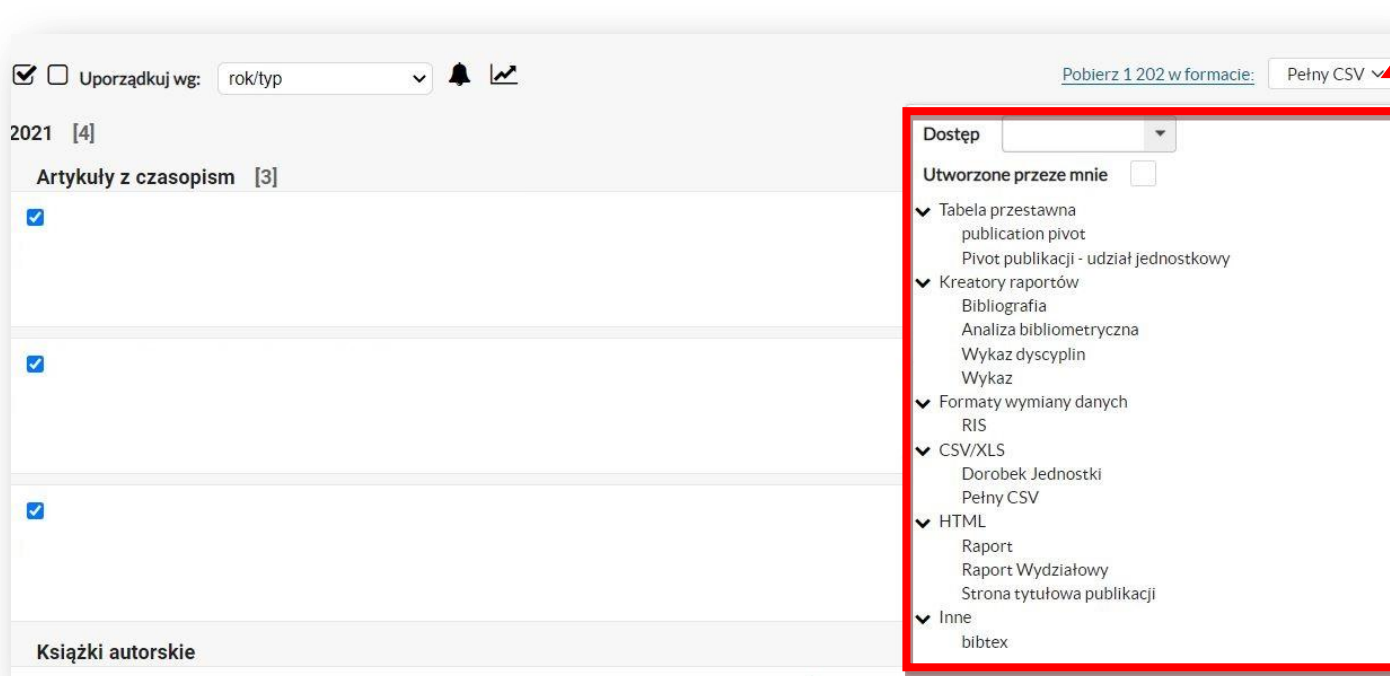 Uporządkuj wg: rok/typ
Pobierz 1 202 w formacie: Pełny CSV
2021 [4]
Artykuły z czasopism [3]
Książki autorskie
Dostęp
Utworzone przeze mnie
Tabela przestawna
publication pivot
Pivot publikacji - udział jednostkowy
Kreatory raportów
Bibliografia
Analiza bibliometryczna
Wykaz dyscyplin
Wykaz
Formaty wymiany danych
RIS
CSV/XLS
Dorobek Jednostki
Pełny CSV
HTML
Raport
Raport Wydziałowy
Strona tytułowa publikacji
Inne
bibtex